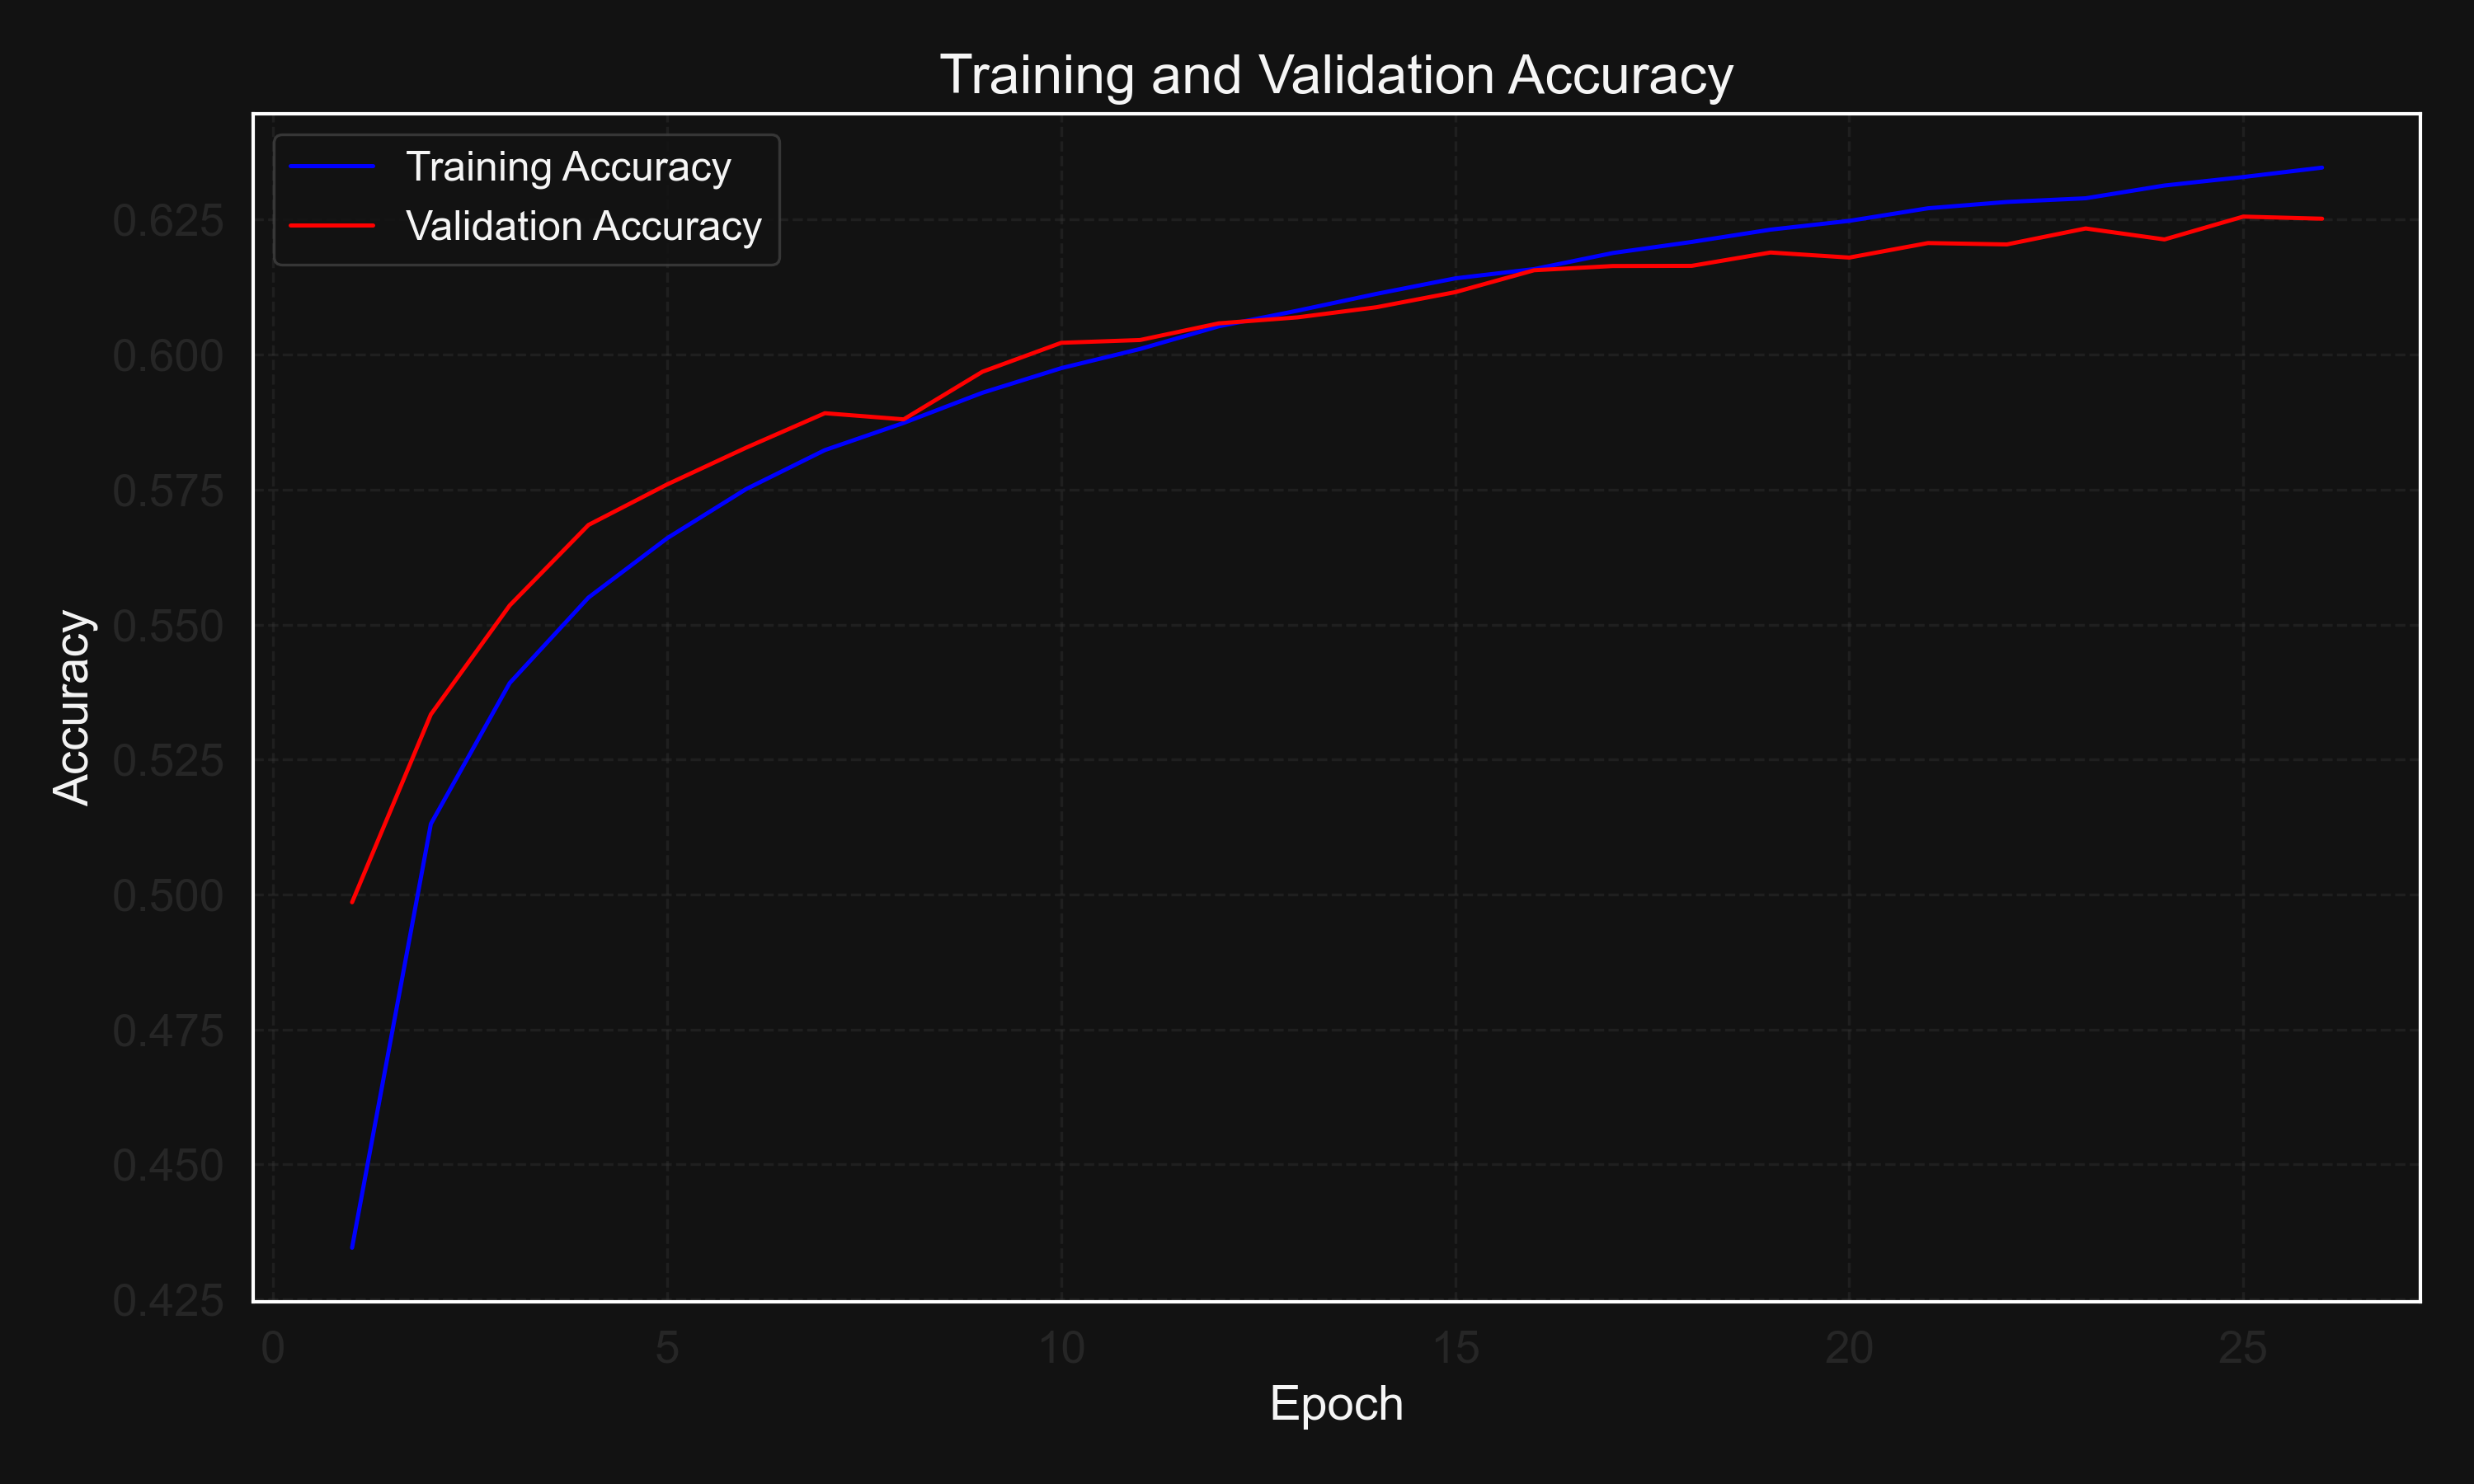 Training and Validation Accuracy
Training Accuracy
Validation Accuracy
0.625
0.600
0.575
0.550
0.525
0.500
0.475
0.450
0.425
Accuracy
0 5 10 15 20 25
Epoch